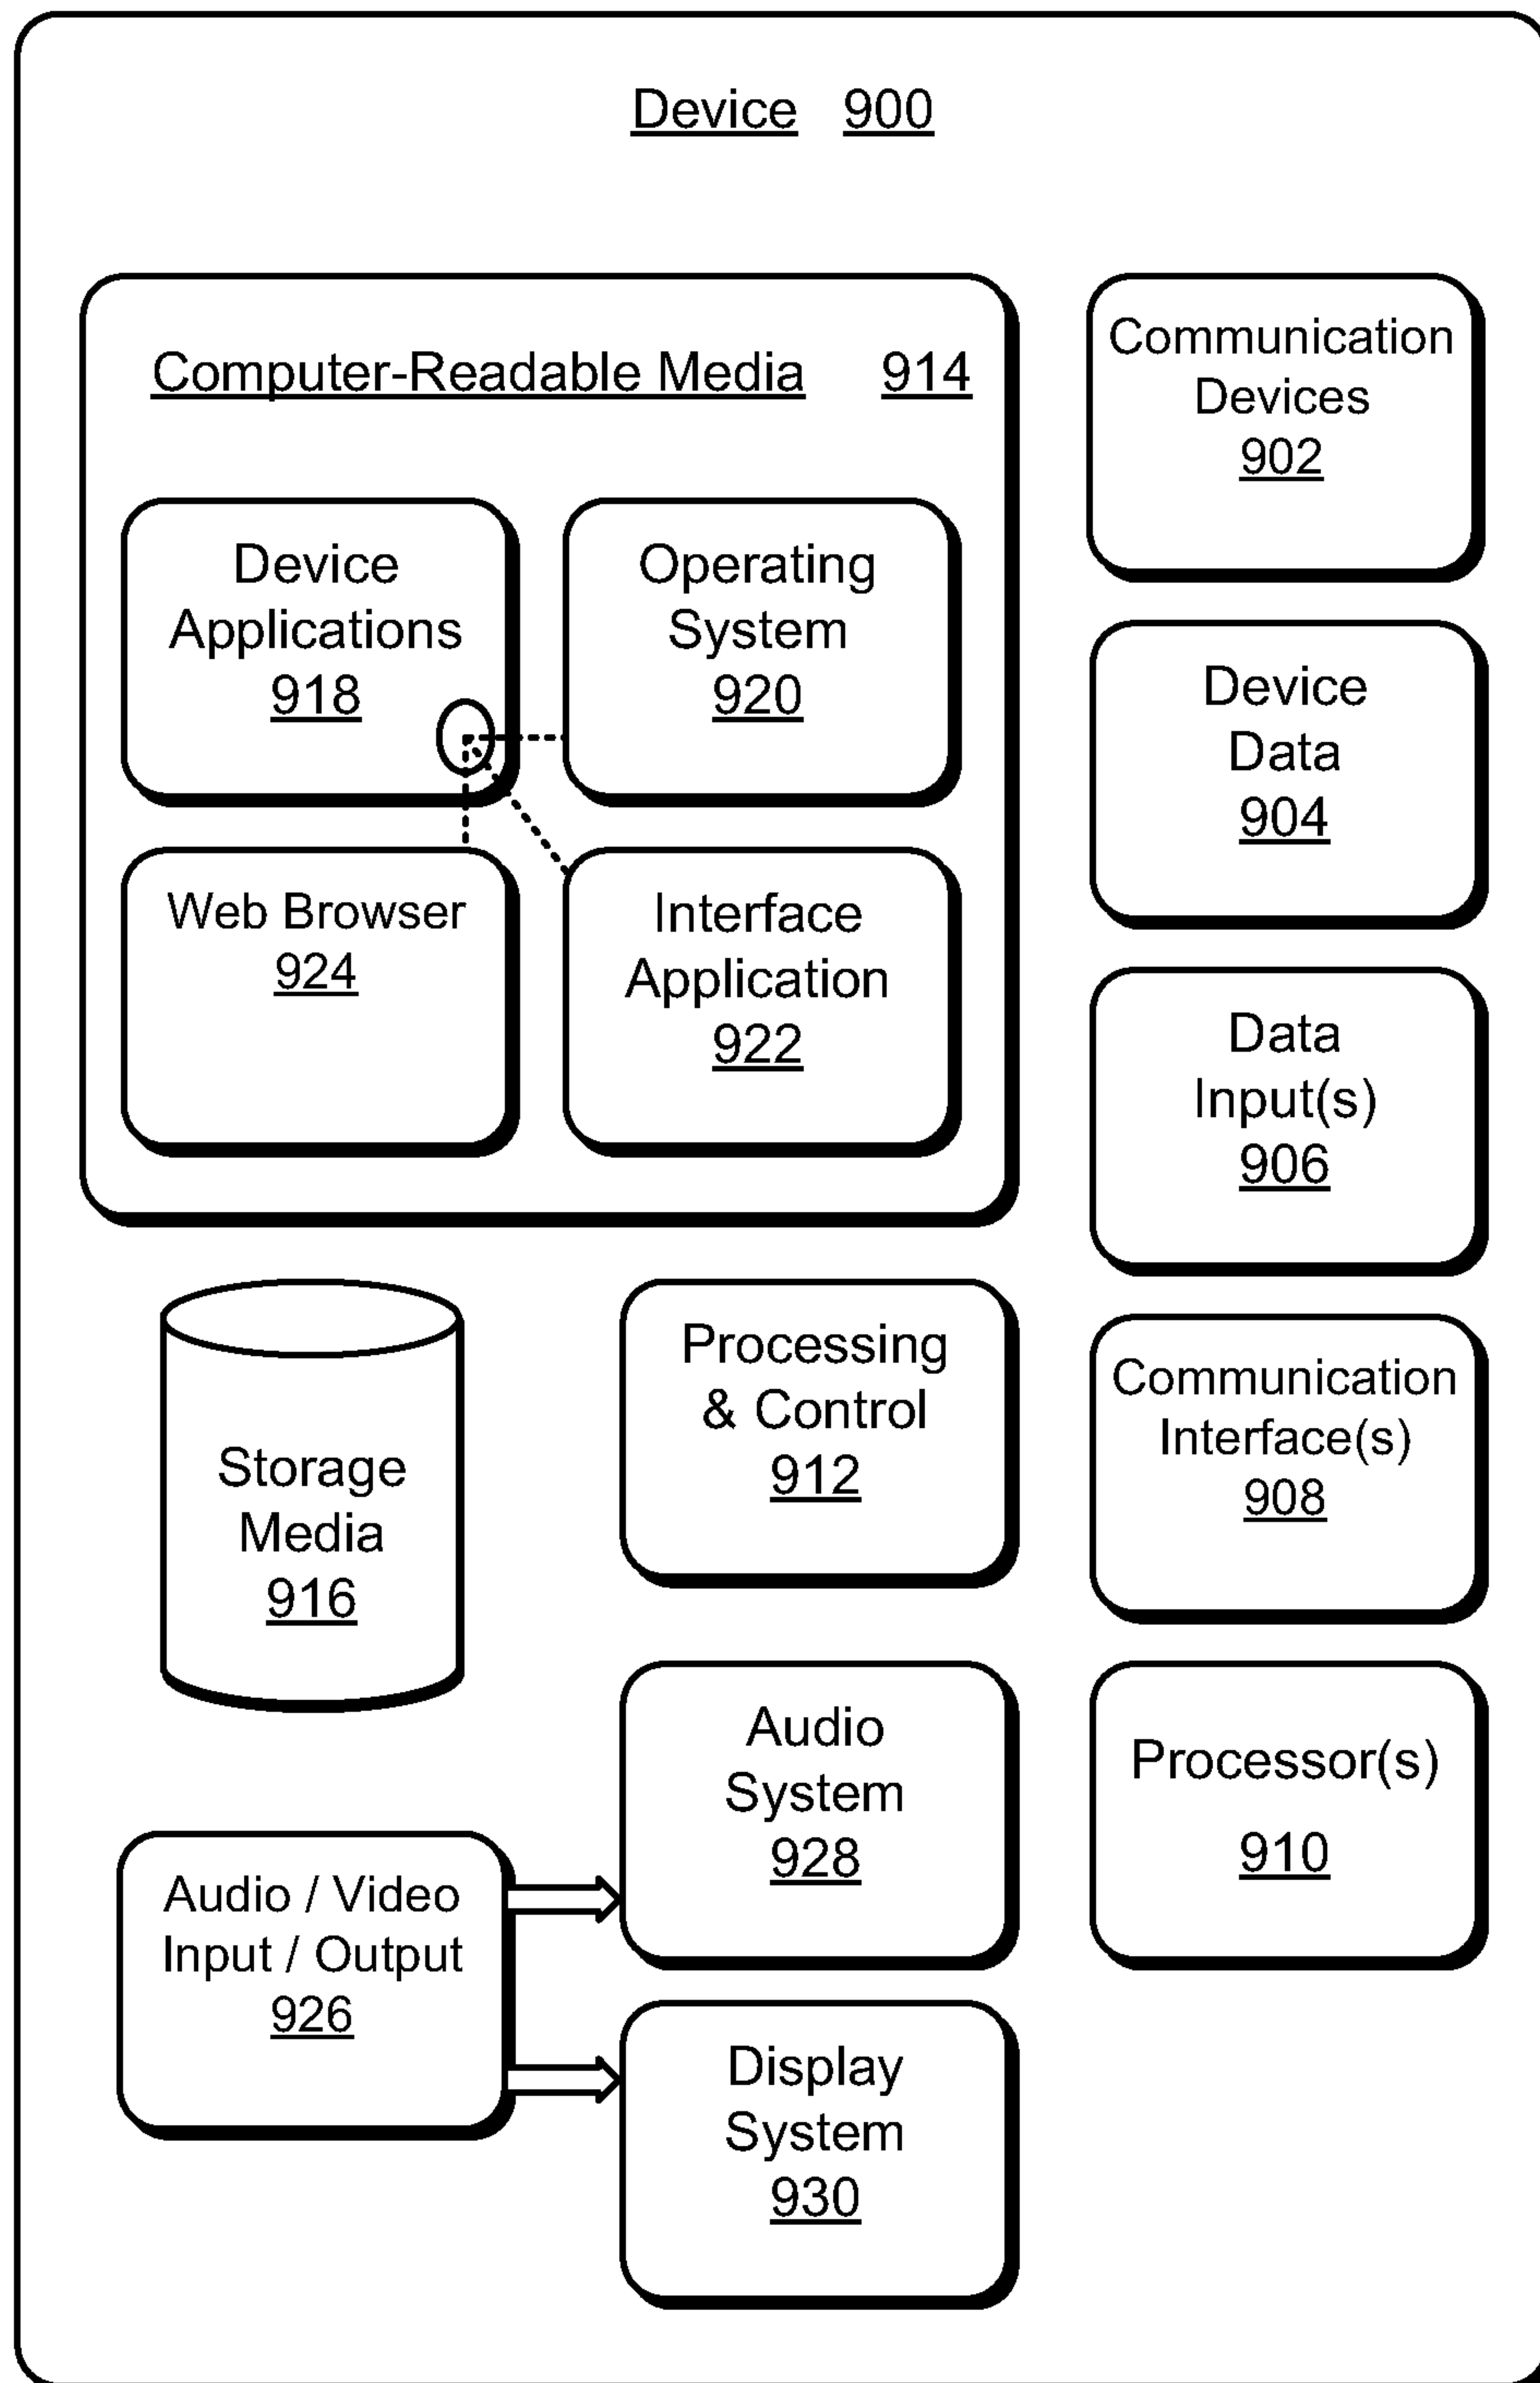 Device 900
Computer-Readable Media 914
Device
Applications
918
Operating
System
920
Web Browser
924
Interface
Application
922
Communication
Devices
902
Device
Data
904
Data
Input(s)
906
Communication
Interface(s)
908
Processor(s)
910
Storage
Media
916
Processing
& Control
912
Audio / Video
Input / Output
926
Audio
System
928
Display
System
930